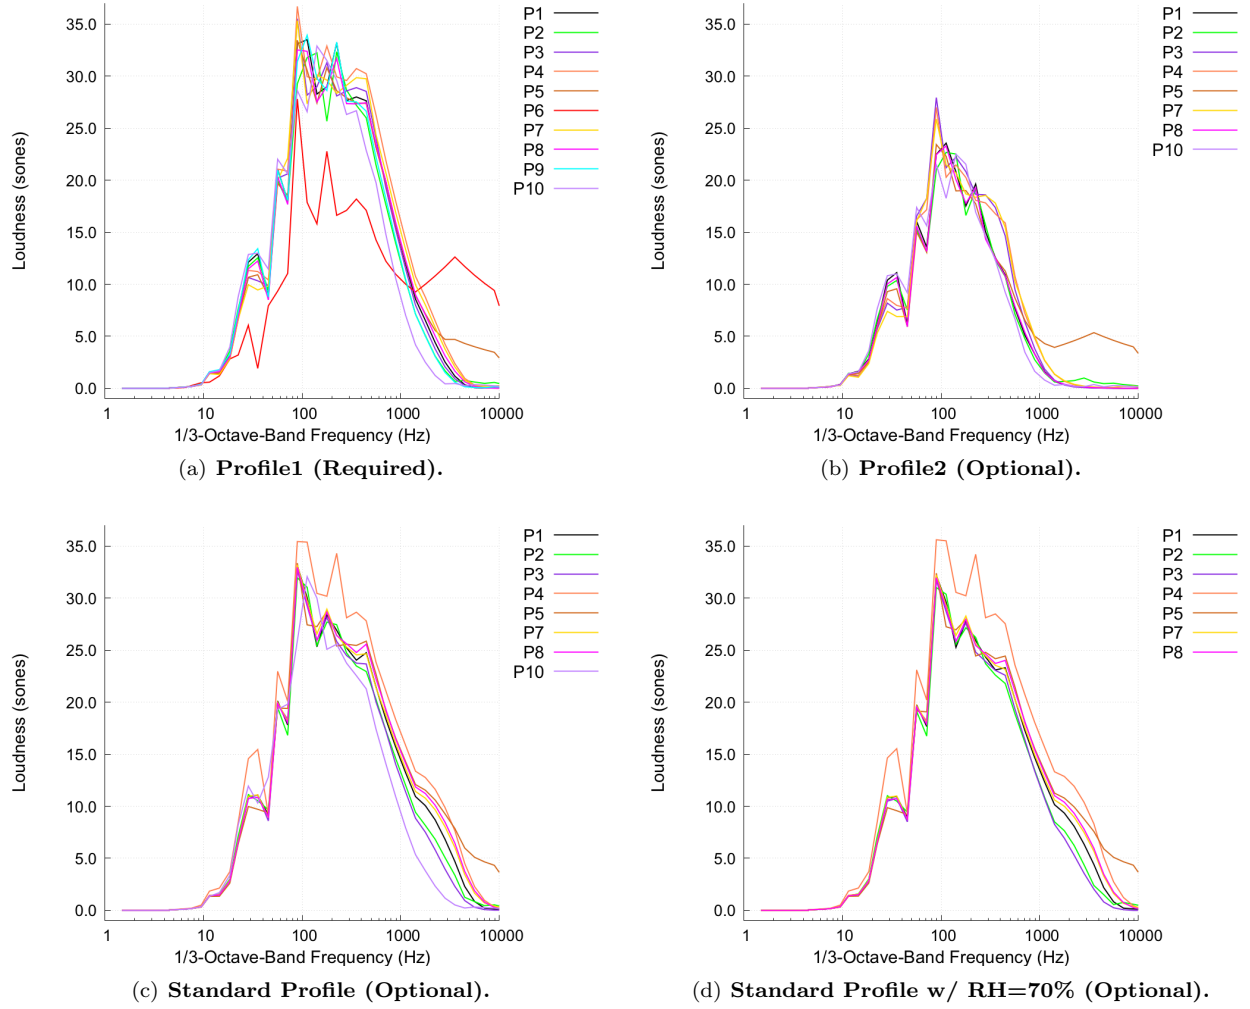 Loudness (sones)
35.0
30.0
25.0
20.0
15.0
10.0
5.0
0.0
1 10 100 1000 10000
1/3-Octave-Band Frequency (Hz)
P1
P2
P3
P4
P5
P6
P7
P8
P9
P10
(a) Profile1 (Required).
Loudness (sones)
35.0
30.0
25.0
20.0
15.0
10.0
5.0
0.0
1 10 100 1000 10000
1/3-Octave-Band Frequency (Hz)
P1
P2
P3
P4
P5
P7
P8
P10
(b) Profile2 (Optional).
Loudness (sones)
35.0
30.0
25.0
20.0
15.0
10.0
5.0
0.0
1 10 100 1000 10000
1/3-Octave-Band Frequency (Hz)
P1
P2
P3
P4
P5
P7
P8
P10
(c) Standard Profile (Optional).
Loudness (sones)
35.0
30.0
25.0
20.0
15.0
10.0
5.0
0.0
1 10 100 1000 10000
1/3-Octave-Band Frequency (Hz)
P1
P2
P3
P4
P5
P7
P8
(d) Standard Profile w/ RH=70% (Optional).